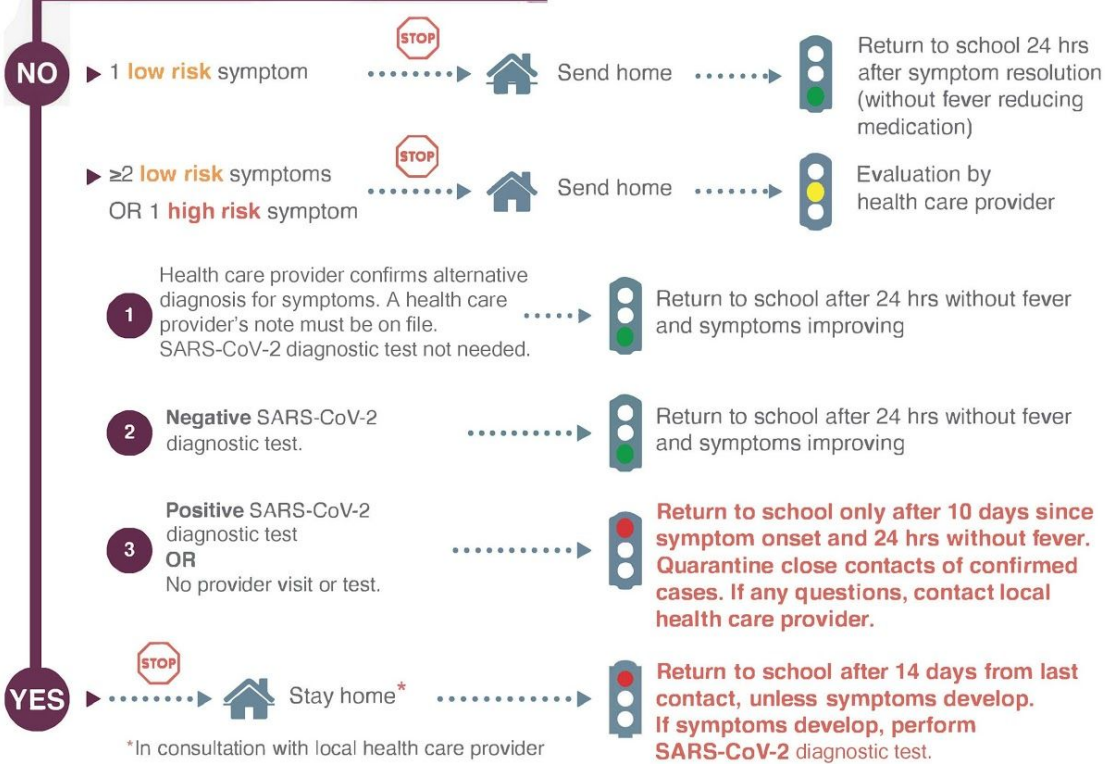 NO
1 low risk symptom
STOP
Send home
Return to school 24 hrs
after symptom resolution
(without fever reducing
medication)
≥2 low risk symptoms
OR 1 high risk symptom
STOP
Send home
Evaluation by
health care provider
1
Health care provider confirms alternative
diagnosis for symptoms. A health care
provider's note must be on file.
SARS-CoV-2 diagnostic test not needed.
Return to school after 24 hrs without fever
and symptoms improving
2
Negative SARS-CoV-2
diagnostic test.
Return to school after 24 hrs without fever
and symptoms improving
3
Positive SARS-CoV-2
diagnostic test
OR
No provider visit or test.
Return to school only after 10 days since
symptom onset and 24 hrs without fever.
Quarantine close contacts of confirmed
cases. If any questions, contact local
health care provider.
YES
STOP
Stay home*
Return to school after 14 days from last
contact, unless symptoms develop.
If symptoms develop, perform
SARS-CoV-2 diagnostic test.
*In consultation with local health care provider